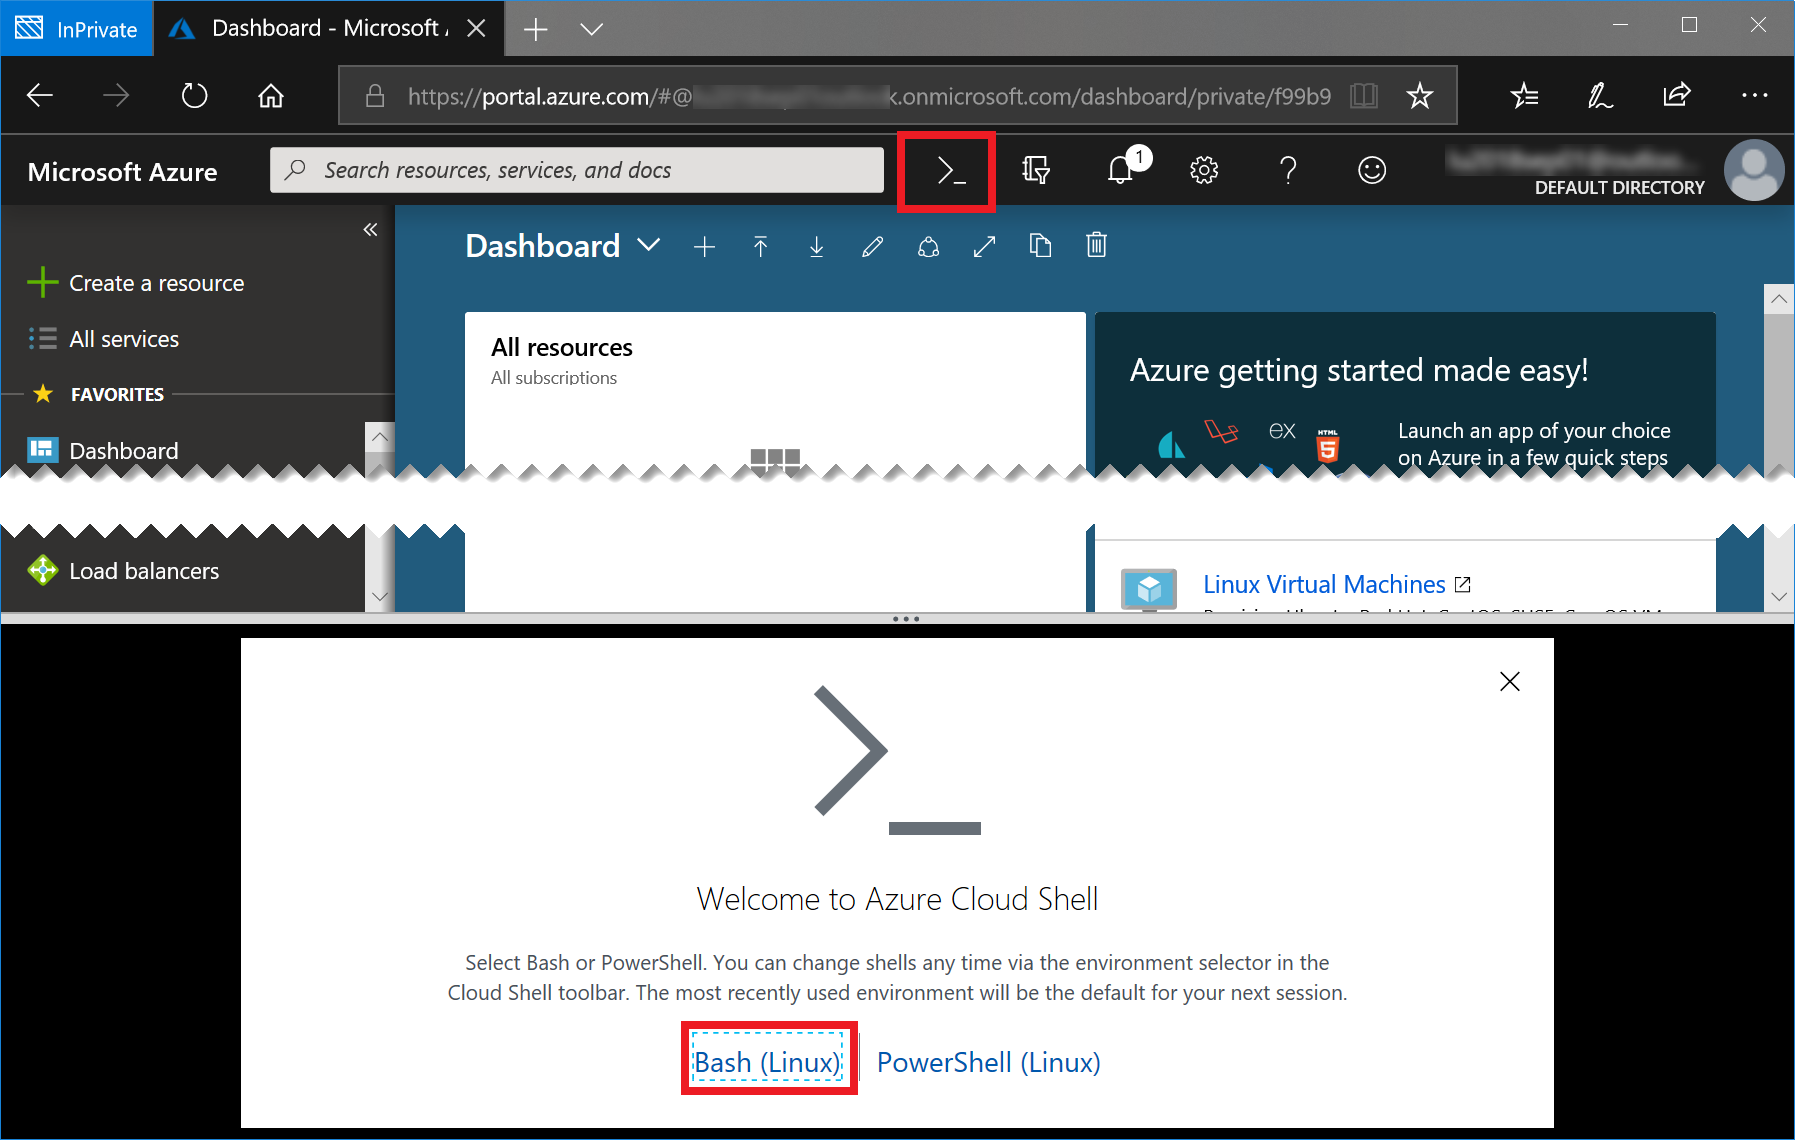 InPrivate
Dashboard - Microsoft
https://portal.azure.com/#@ k.onmicrosoft.com/dashboard/private/f99b9
Microsoft Azure
Search resources, services, and docs
1
DEFAULT DIRECTORY
Dashboard
Create a resource
All services
FAVORITES
Dashboard
All resources
All subscriptions
Azure getting started made easy!
ex
HTML
5
Launch an app of your choice
on Azure in a few quick steps
Load balancers
Linux Virtual Machines
Welcome to Azure Cloud Shell
Select Bash or PowerShell. You can change shells any time via the environment selector in the
Cloud Shell toolbar. The most recently used environment will be the default for your next session.
Bash (Linux)
PowerShell (Linux)